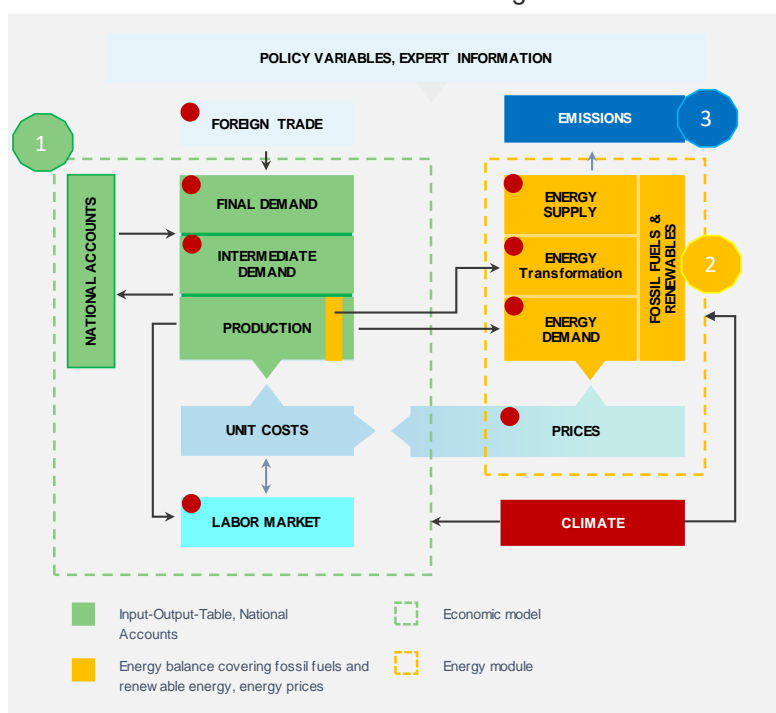 POLICY VARIABLES, EXPERT INFORMATION
FOREIGN TRADE
EMISSIONS
3
1
NATIONAL ACCOUNTS
FINAL DEMAND
INTERMEDIATE
DEMAND
PRODUCTION
ENERGY
SUPPLY
ENERGY
Transformation
ENERGY
DEMAND
FOSSIL FUELS &
RENEWABLES
2
UNIT COSTS
PRICES
LABOR MARKET
CLIMATE
Input-Output-Table, National
Accounts
Economic model
Energy balance covering fossil fuels and
renewable energy, energy prices
Energy module